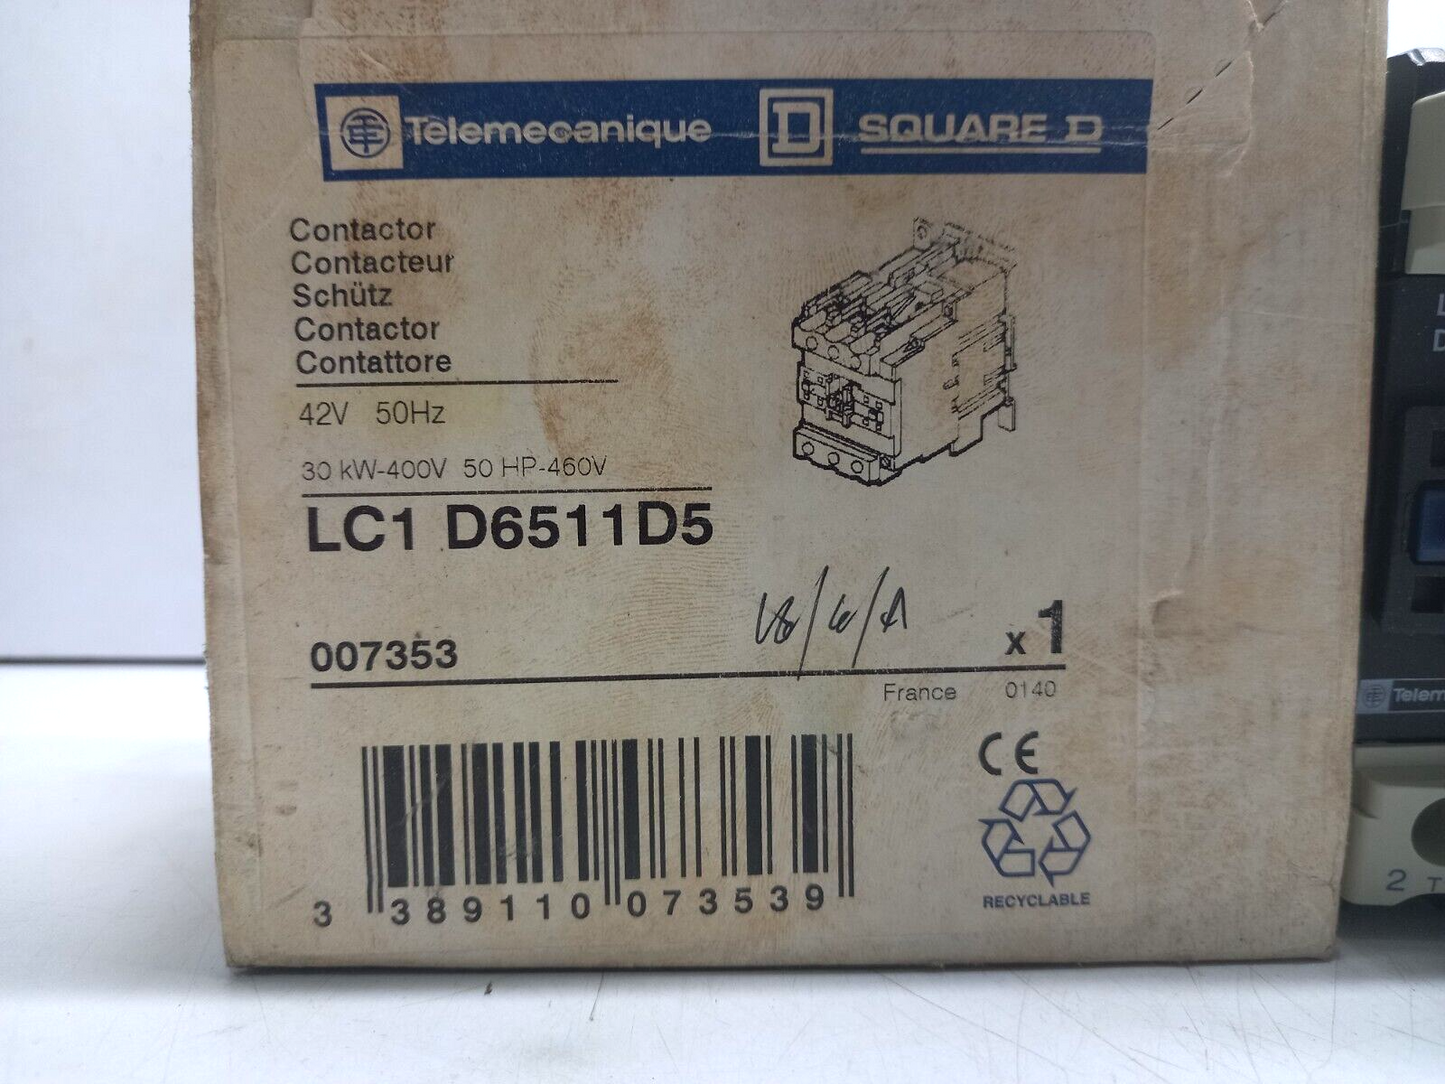 Telemecanique D SQUARE D
Contactor
Contacteur
Schütz
Contactor
Contattore
42V 50Hz
30 kW-400V 50 HP-460V
LC1 D6511D5
007353
x 1
France 0140
CE
RECYCLABLE
3 389110 073539
2 T